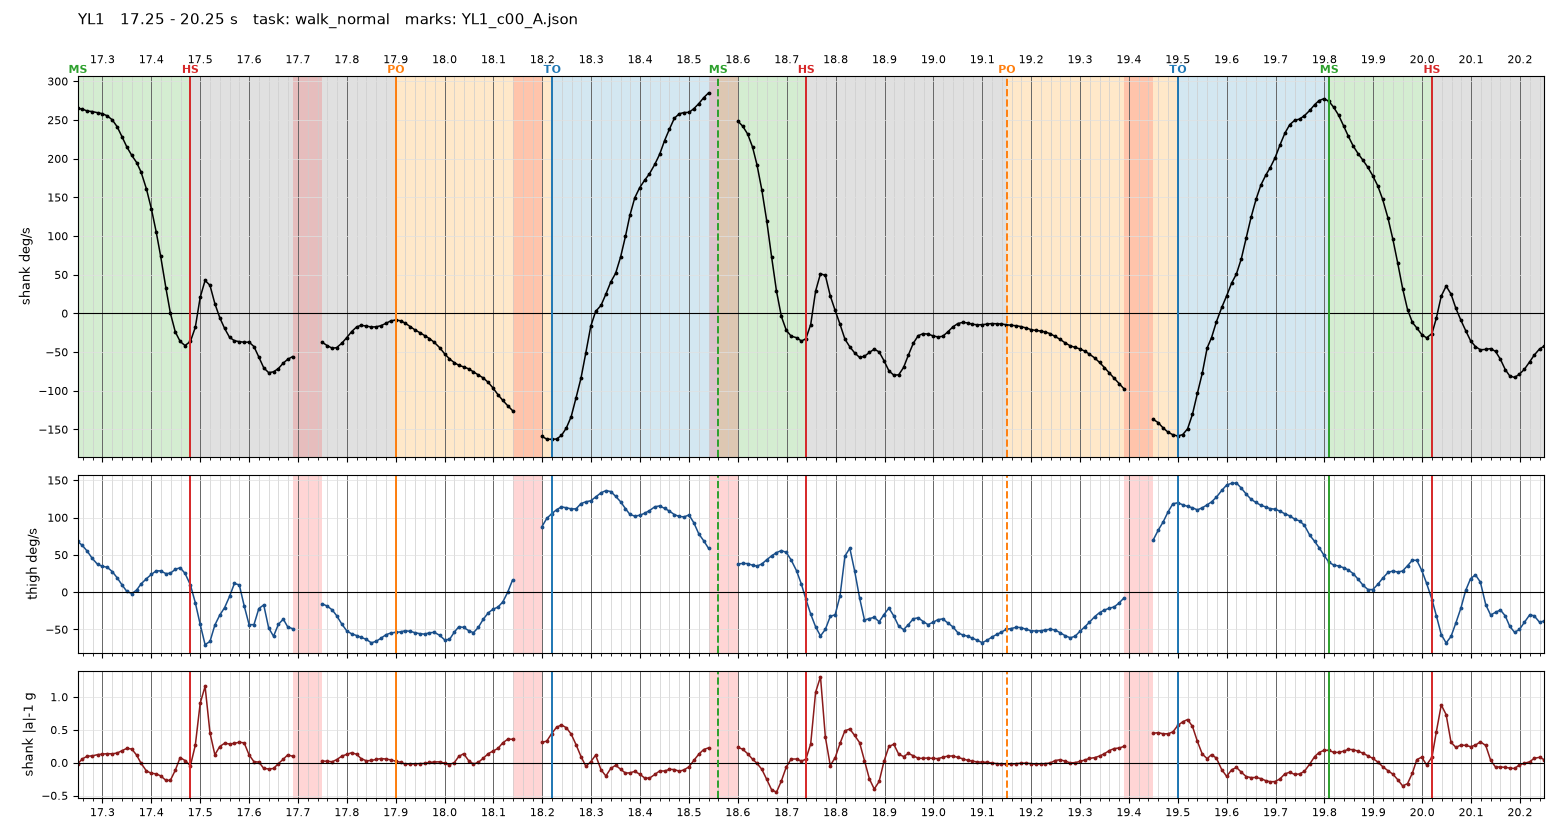 YL1   17.25 - 20.25 s   task: walk_normal   marks: YL1_c00_A.json
17.3 17.4 17.5 17.6 17.7 17.8 17.9 18.0 18.1 18.2 18.3 18.4 18.5 18.6 18.7 18.8 18.9 19.0 19.1 19.2 19.3 19.4 19.5 19.6 19.7 19.8 19.9 20.0 20.1 20.2
MS HS PO TO MS HS PO TO MS HS
300
250
200
150
100
50
0
−50
−100
−150
shank deg/s
150
100
50
0
−50
thigh deg/s
1.0
0.5
0.0
−0.5
shank |a|-1 g
17.3 17.4 17.5 17.6 17.7 17.8 17.9 18.0 18.1 18.2 18.3 18.4 18.5 18.6 18.7 18.8 18.9 19.0 19.1 19.2 19.3 19.4 19.5 19.6 19.7 19.8 19.9 20.0 20.1 20.2